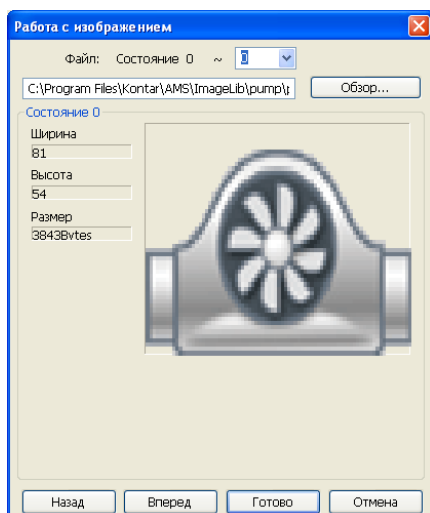 Работа с изображением
Файл: Состояние 0 ~ 0
C:\Program Files\Kontar\AMS\ImageLib\pump\ Обзор...
Состояние 0
Ширина
81
Высота
54
Размер
3843Bytes
Назад Вперед Готово Отмена